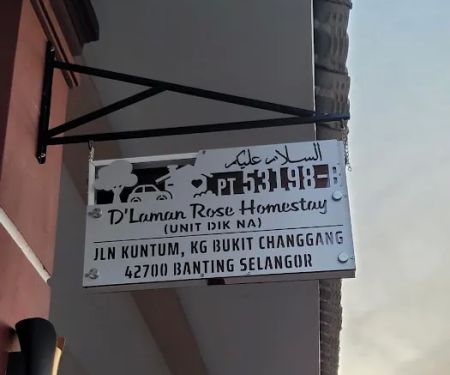 السلام عليكم
PT 53198-B
D'Laman Rose Homestay
(UNIT DIK NA)
JLN KUNTUM, KG BUKIT CHANGGANG
42700 BANTING SELANGOR